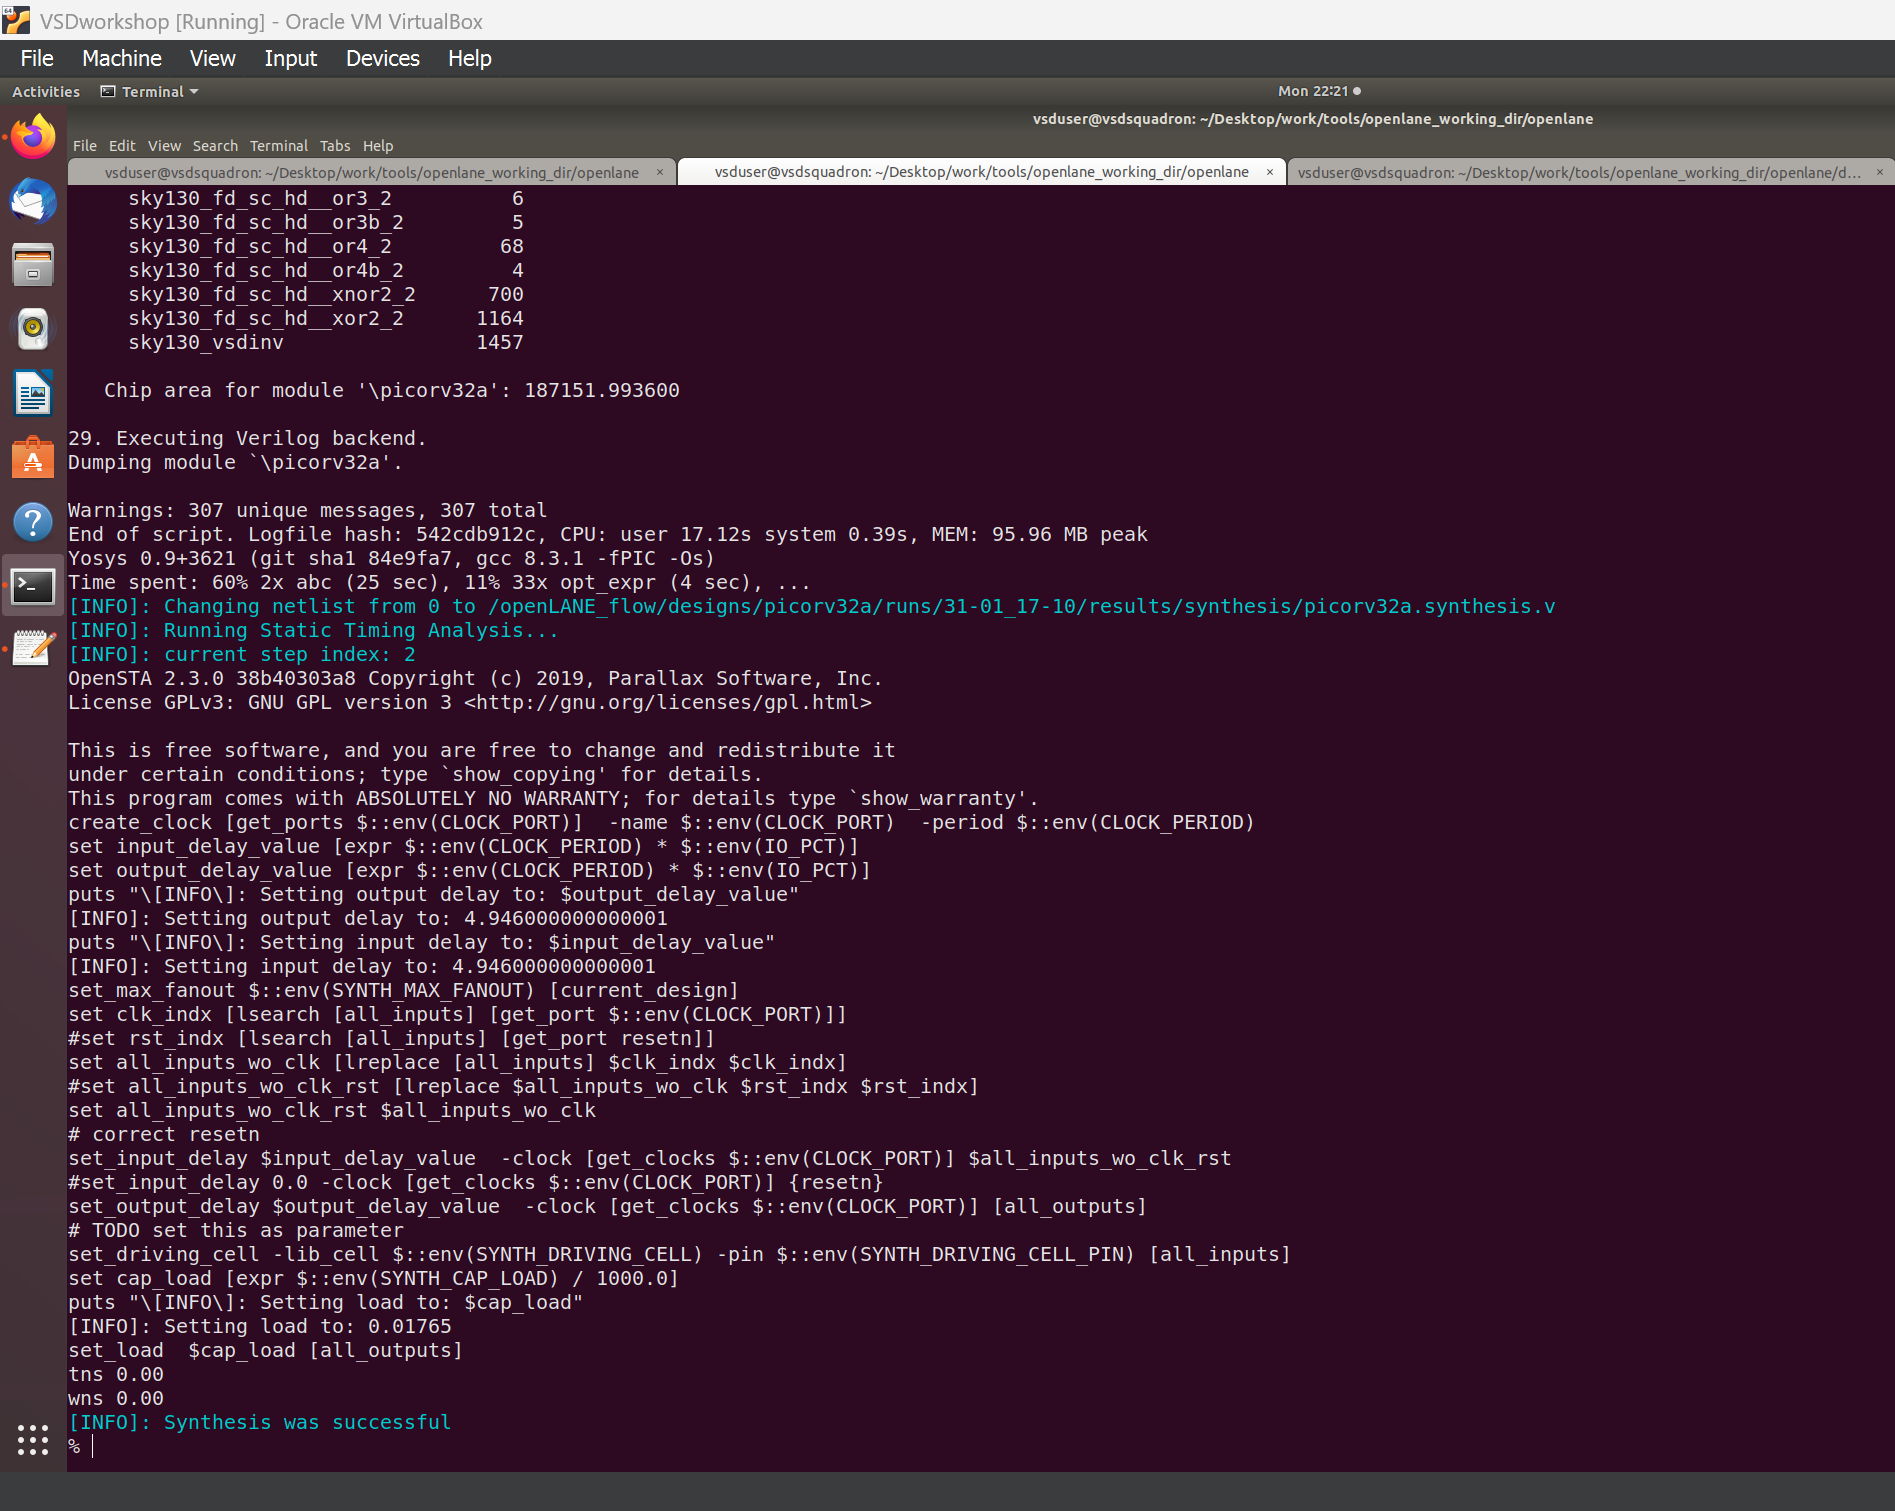 VSDworkshop [Running] - Oracle VM VirtualBox
File Machine View Input Devices Help
Activities Terminal Mon 22:21
vsduser@vsdsquadron: ~/Desktop/work/tools/openlane_working_dir/openlane
File Edit View Search Terminal Tabs Help
vsduser@vsdsquadron: ~/Desktop/work/tools/openlane_working_dir/openlane × vsduser@vsdsquadron: ~/Desktop/work/tools/openlane_working_dir/openlane × vsduser@vsdsquadron: ~/Desktop/work/tools/openlane_working_dir/openlane/d... ×
sky130_fd_sc_hd__or3_2 6
sky130_fd_sc_hd__or3b_2 5
sky130_fd_sc_hd__or4_2 68
sky130_fd_sc_hd__or4b_2 4
sky130_fd_sc_hd__xnor2_2 700
sky130_fd_sc_hd__xor2_2 1164
sky130_vsdinv 1457
Chip area for module '\picorv32a': 187151.993600
29. Executing Verilog backend.
Dumping module `\picorv32a'.
Warnings: 307 unique messages, 307 total
End of script. Logfile hash: 542cdb912c, CPU: user 17.12s system 0.39s, MEM: 95.96 MB peak
Yosys 0.9+3621 (git sha1 84e9fa7, gcc 8.3.1 -fPIC -Os)
Time spent: 60% 2x abc (25 sec), 11% 33x opt_expr (4 sec), ...
[INFO]: Changing netlist from 0 to /openLANE_flow/designs/picorv32a/runs/31-01_17-10/results/synthesis/picorv32a.synthesis.v
[INFO]: Running Static Timing Analysis...
[INFO]: current step index: 2
OpenSTA 2.3.0 38b40303a8 Copyright (c) 2019, Parallax Software, Inc.
License GPLv3: GNU GPL version 3 <http://gnu.org/licenses/gpl.html>
This is free software, and you are free to change and redistribute it
under certain conditions; type `show_copying' for details.
This program comes with ABSOLUTELY NO WARRANTY; for details type `show_warranty'.
create_clock [get_ports $::env(CLOCK_PORT)]  -name $::env(CLOCK_PORT)  -period $::env(CLOCK_PERIOD)
set input_delay_value [expr $::env(CLOCK_PERIOD) * $::env(IO_PCT)]
set output_delay_value [expr $::env(CLOCK_PERIOD) * $::env(IO_PCT)]
puts "\[INFO\]: Setting output delay to: $output_delay_value"
[INFO]: Setting output delay to: 4.946000000000001
puts "\[INFO\]: Setting input delay to: $input_delay_value"
[INFO]: Setting input delay to: 4.946000000000001
set_max_fanout $::env(SYNTH_MAX_FANOUT) [current_design]
set clk_indx [lsearch [all_inputs] [get_port $::env(CLOCK_PORT)]]
#set rst_indx [lsearch [all_inputs] [get_port resetn]]
set all_inputs_wo_clk [lreplace [all_inputs] $clk_indx $clk_indx]
#set all_inputs_wo_clk_rst [lreplace $all_inputs_wo_clk $rst_indx $rst_indx]
set all_inputs_wo_clk_rst $all_inputs_wo_clk
# correct resetn
set_input_delay $input_delay_value  -clock [get_clocks $::env(CLOCK_PORT)] $all_inputs_wo_clk_rst
#set_input_delay 0.0 -clock [get_clocks $::env(CLOCK_PORT)] {resetn}
set_output_delay $output_delay_value  -clock [get_clocks $::env(CLOCK_PORT)] [all_outputs]
# TODO set this as parameter
set_driving_cell -lib_cell $::env(SYNTH_DRIVING_CELL) -pin $::env(SYNTH_DRIVING_CELL_PIN) [all_inputs]
set cap_load [expr $::env(SYNTH_CAP_LOAD) / 1000.0]
puts "\[INFO\]: Setting load to: $cap_load"
[INFO]: Setting load to: 0.01765
set_load  $cap_load [all_outputs]
tns 0.00
wns 0.00
[INFO]: Synthesis was successful
%